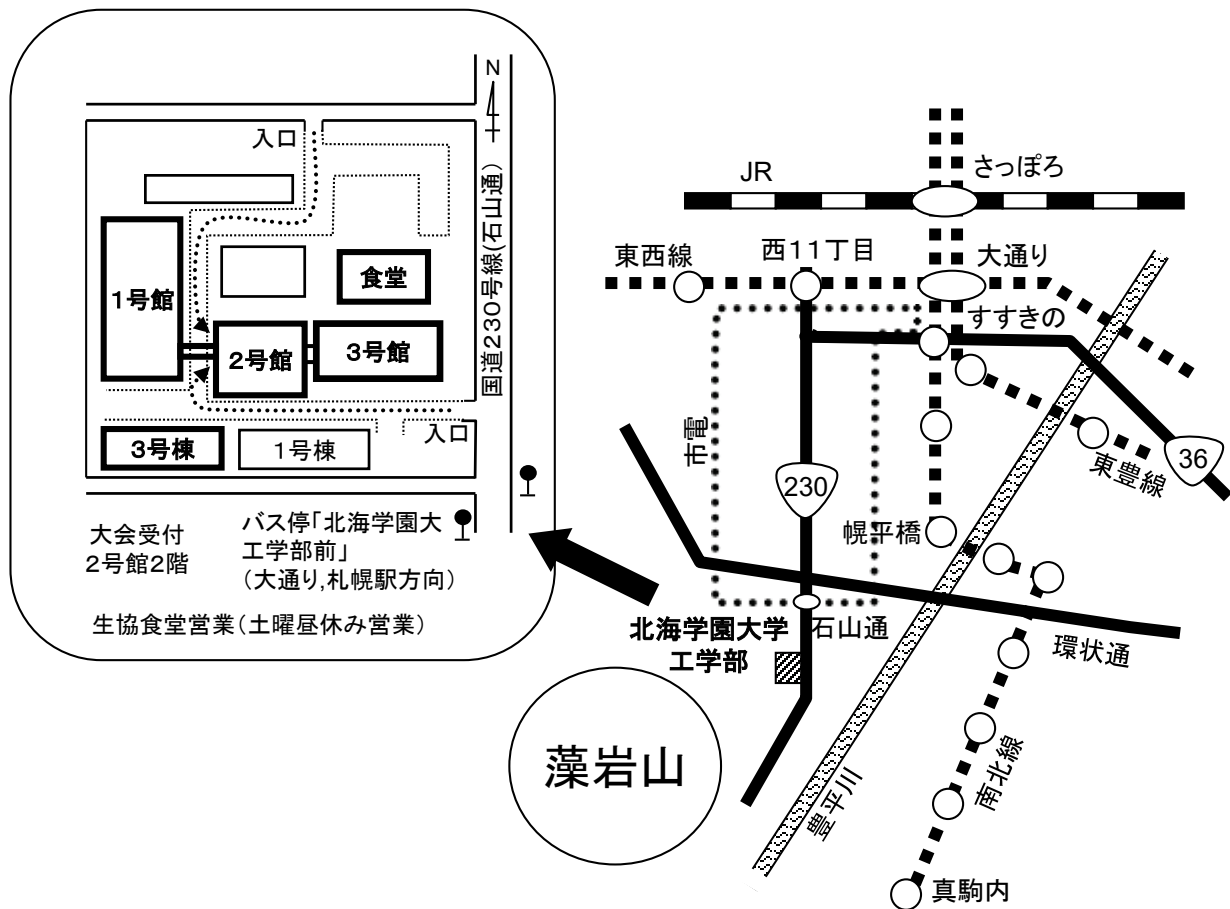 N
入口
国道230号線(石山通)
1号館
食堂
2号館
3号館
入口
3号棟
1号棟
大会受付
2号館2階
バス停「北海学園大
工学部前」
(大通り,札幌駅方向)
生協食堂営業(土曜昼休み営業)
JR
さっぽろ
東西線
西11丁目
大通り
すすきの
市電
230
36
東豊線
幌平橋
北海学園大学
工学部
石山通
環状通
藻岩山
豊平川
南北線
真駒内